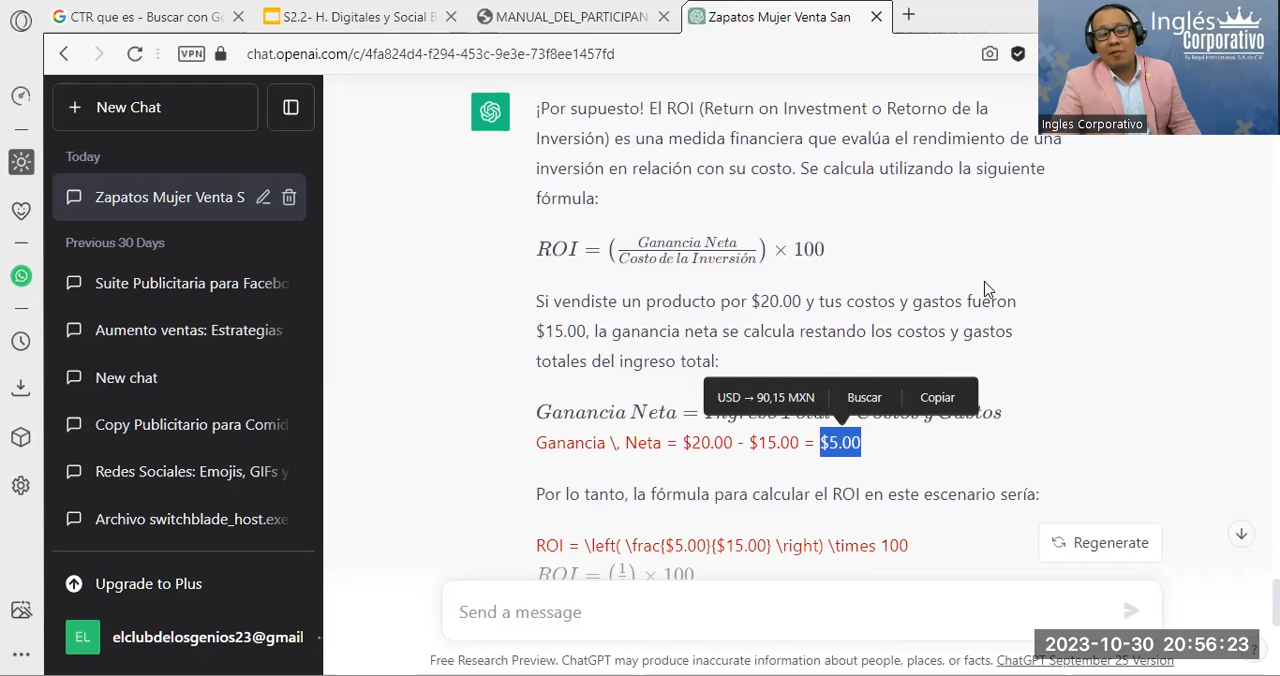 CTR que es - Buscar con Go
S2.2- H. Digitales y Social B
MANUAL_DEL_PARTICIPAN
Zapatos Mujer Venta San
VPN
chat.openai.com/c/4fa824d4-f294-453c-9e3e-73f8ee1457fd
Inglés
Corporativo
By Regal International, S.A. de C.V.
Ingles Corporativo
New Chat
Today
Zapatos Mujer Venta S
Previous 30 Days
Suite Publicitaria para Facebo
Aumento ventas: Estrategias
New chat
Copy Publicitario para Comid
Redes Sociales: Emojis, GIFs y
Archivo switchblade_host.exe
Upgrade to Plus
EL
elclubdelosgenios23@gmail
¡Por supuesto! El ROI (Return on Investment o Retorno de la
Inversión) es una medida financiera que evalúa el rendimiento de una
inversión en relación con su costo. Se calcula utilizando la siguiente
fórmula:
ROI = (Ganancia Neta / Costo de la Inversión) × 100
Si vendiste un producto por $20.00 y tus costos y gastos fueron
$15.00, la ganancia neta se calcula restando los costos y gastos
totales del ingreso total:
USD → 90,15 MXN Buscar Copiar
Ganancia Neta =
Ganancia \, Neta = $20.00 - $15.00 = $5.00
Por lo tanto, la fórmula para calcular el ROI en este escenario sería:
ROI = \left( \frac{$5.00}{$15.00} \right) \times 100
Regenerate
Send a message
2023-10-30 20:56:23
Free Research Preview. ChatGPT may produce inaccurate information about people, places, or facts. ChatGPT September 25 Version
?